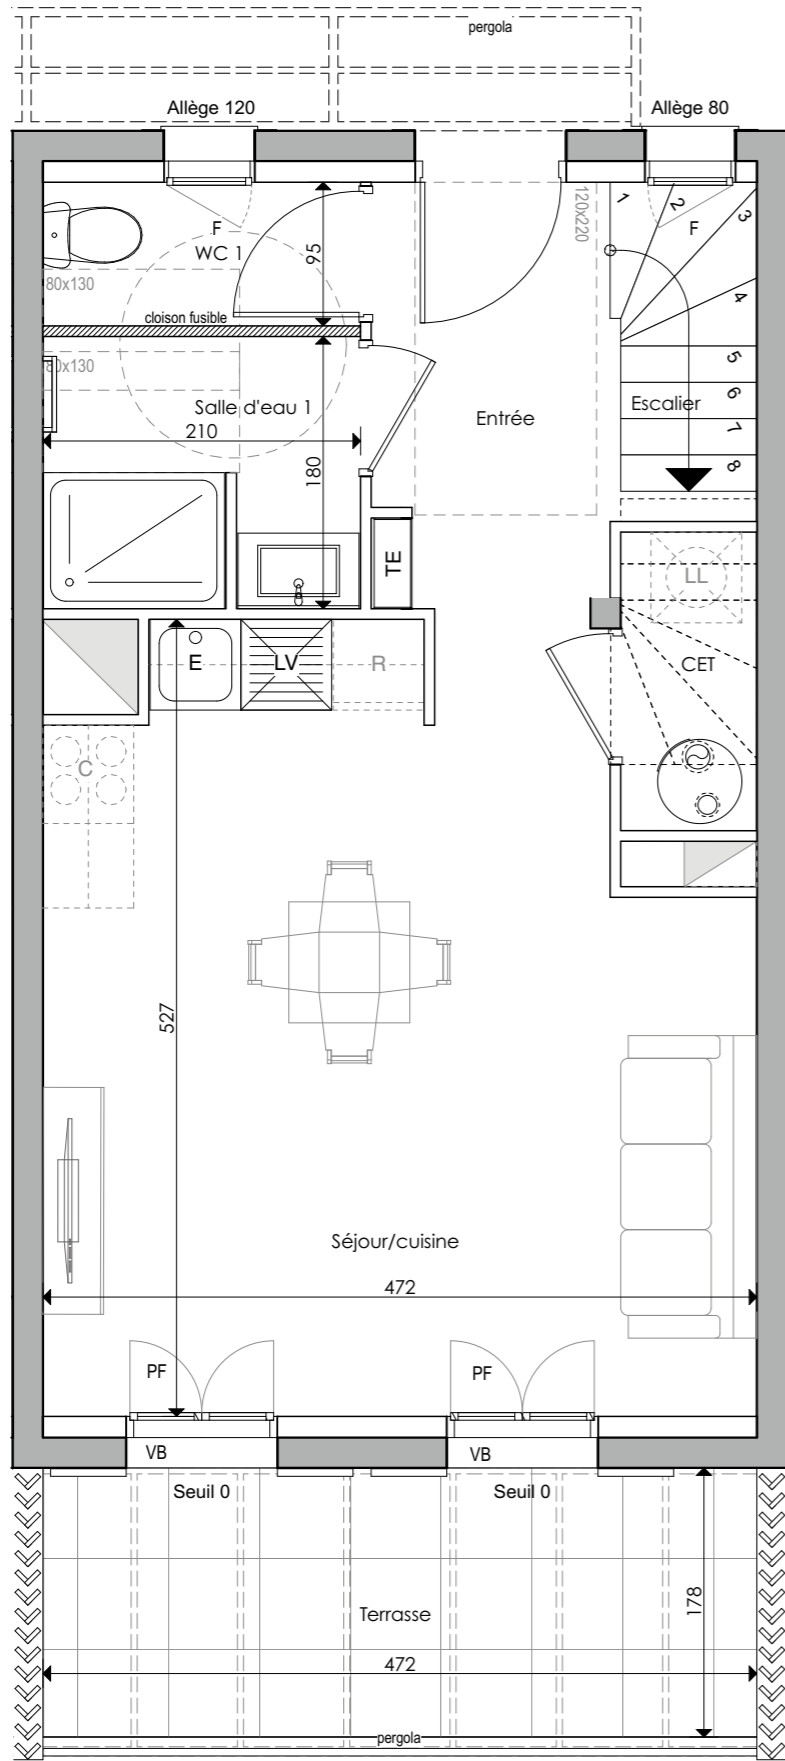 pergola
Allège 120
Allège 80
F
WC 1
95
120x220
1
2
3
F
80x130
4
cloison fusible
80x130
5
6
Salle d'eau 1
Entrée
Escalier
210
7
180
8
TE
LL
E
LV
R
CET
C
527
Séjour/cuisine
472
PF
PF
VB
VB
Seuil 0
Seuil 0
178
Terrasse
472
pergola